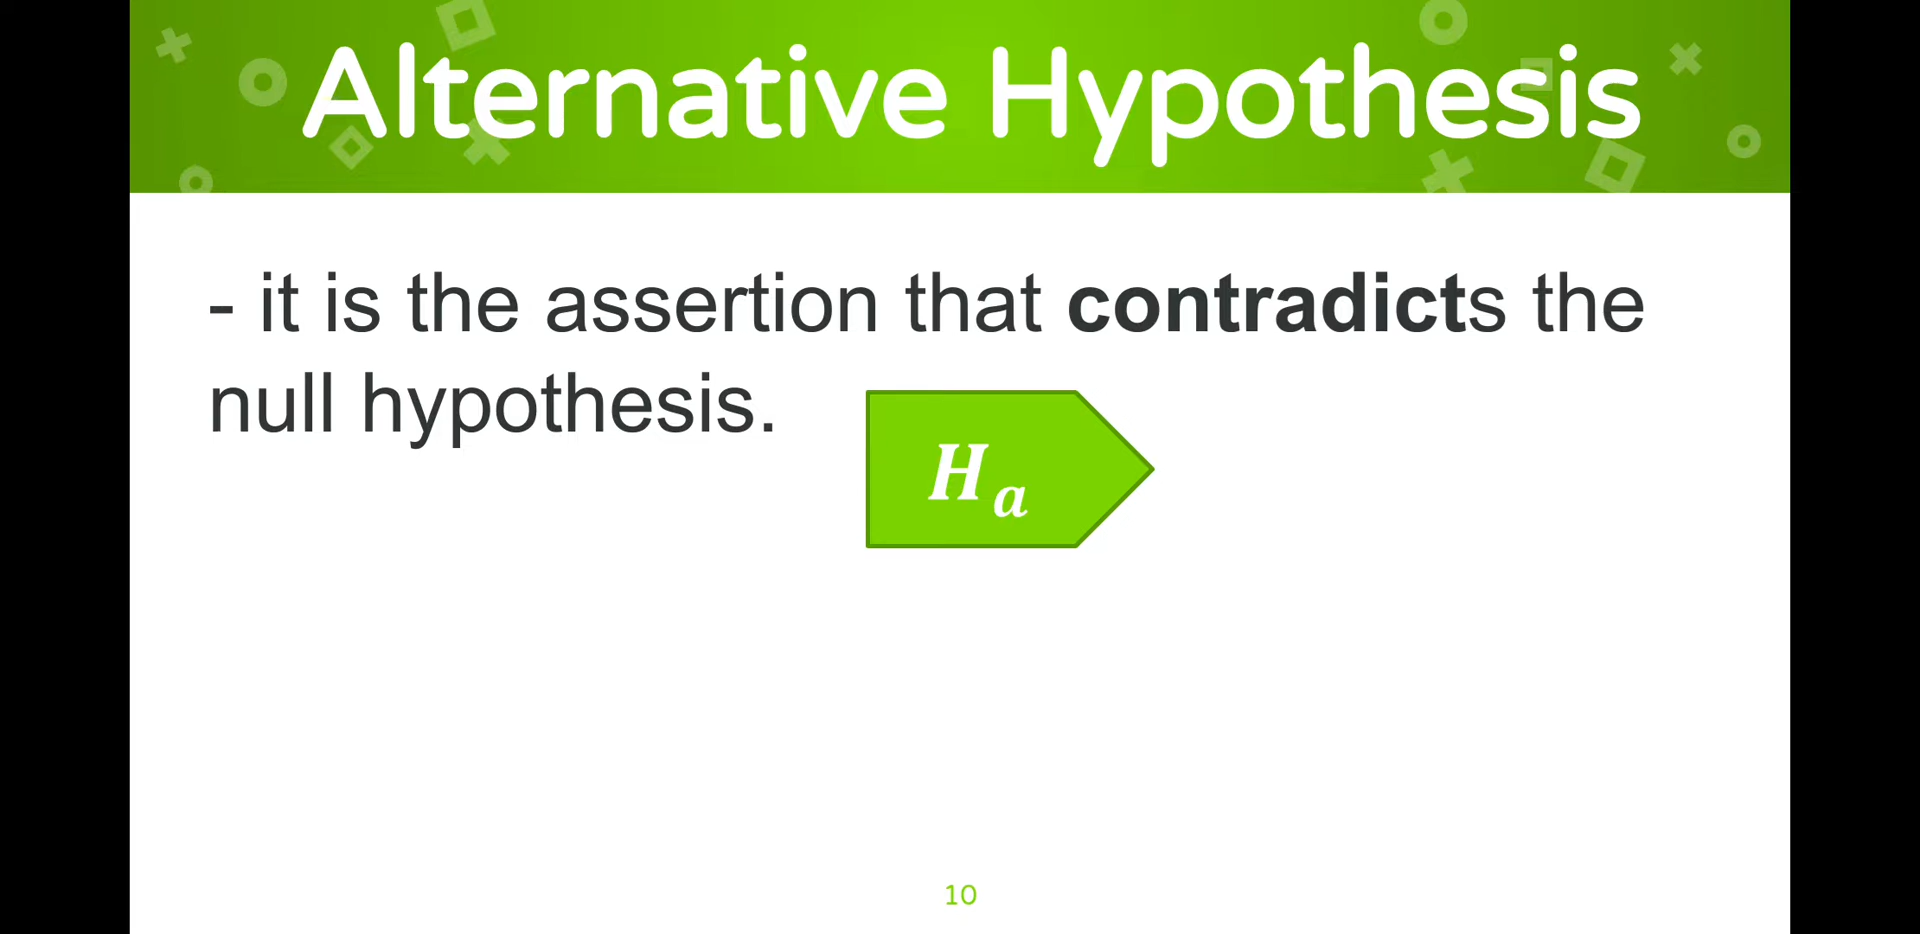 Alternative Hypothesis
- it is the assertion that contradicts the
null hypothesis.
Hₐ
10